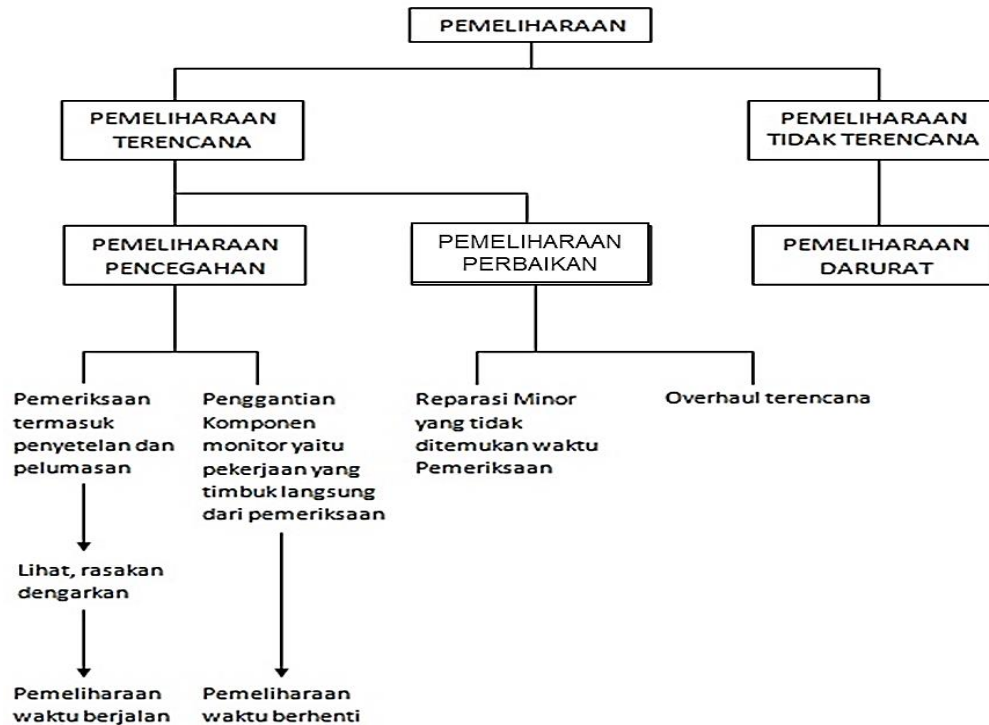 PEMELIHARAAN
PEMELIHARAAN
TERENCANA
PEMELIHARAAN
TIDAK TERENCANA
PEMELIHARAAN
PENCEGAHAN
PEMELIHARAAN
PERBAIKAN
PEMELIHARAAN
DARURAT
Pemeriksaan
termasuk
penyetelan dan
pelumasan
Penggantian
Komponen
monitor yaitu
pekerjaan yang
timbuk langsung
dari pemeriksaan
Reparasi Minor
yang tidak
ditemukan waktu
Pemeriksaan
Overhaul terencana
Lihat, rasakan
dengarkan
Pemeliharaan
waktu berjalan
Pemeliharaan
waktu berhenti